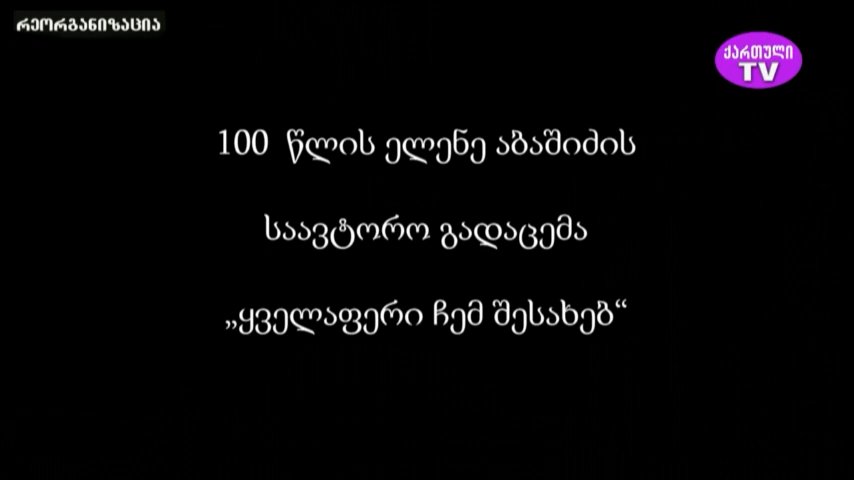 ᲠᲔᲝᲠᲒᲐᲜᲘᲖᲐᲪᲘᲐ
ᲥᲐᲠᲗᲣᲚᲘ
TV
100 წლის ელენე აბაშიძის
საავტორო გადაცემა
„ყველაფერი ჩემ შესახებ“